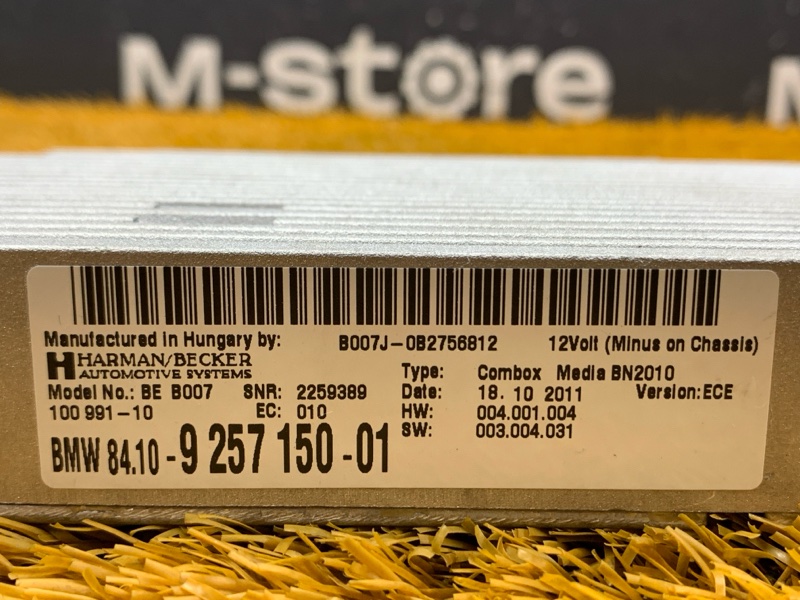 M-store
M
Manufactured in Hungary by: B007J-0B2756812 12Volt (Minus on Chassis)
HARMAN/BECKER
AUTOMOTIVE SYSTEMS
Type: Combox Media BN2010
Model No.: BE B007 SNR: 2259389 Date: 18. 10 2011 Version: ECE
100 991-10 EC: 010 HW: 004.001.004
SW: 003.004.031
BMW 84.10-9 257 150-01